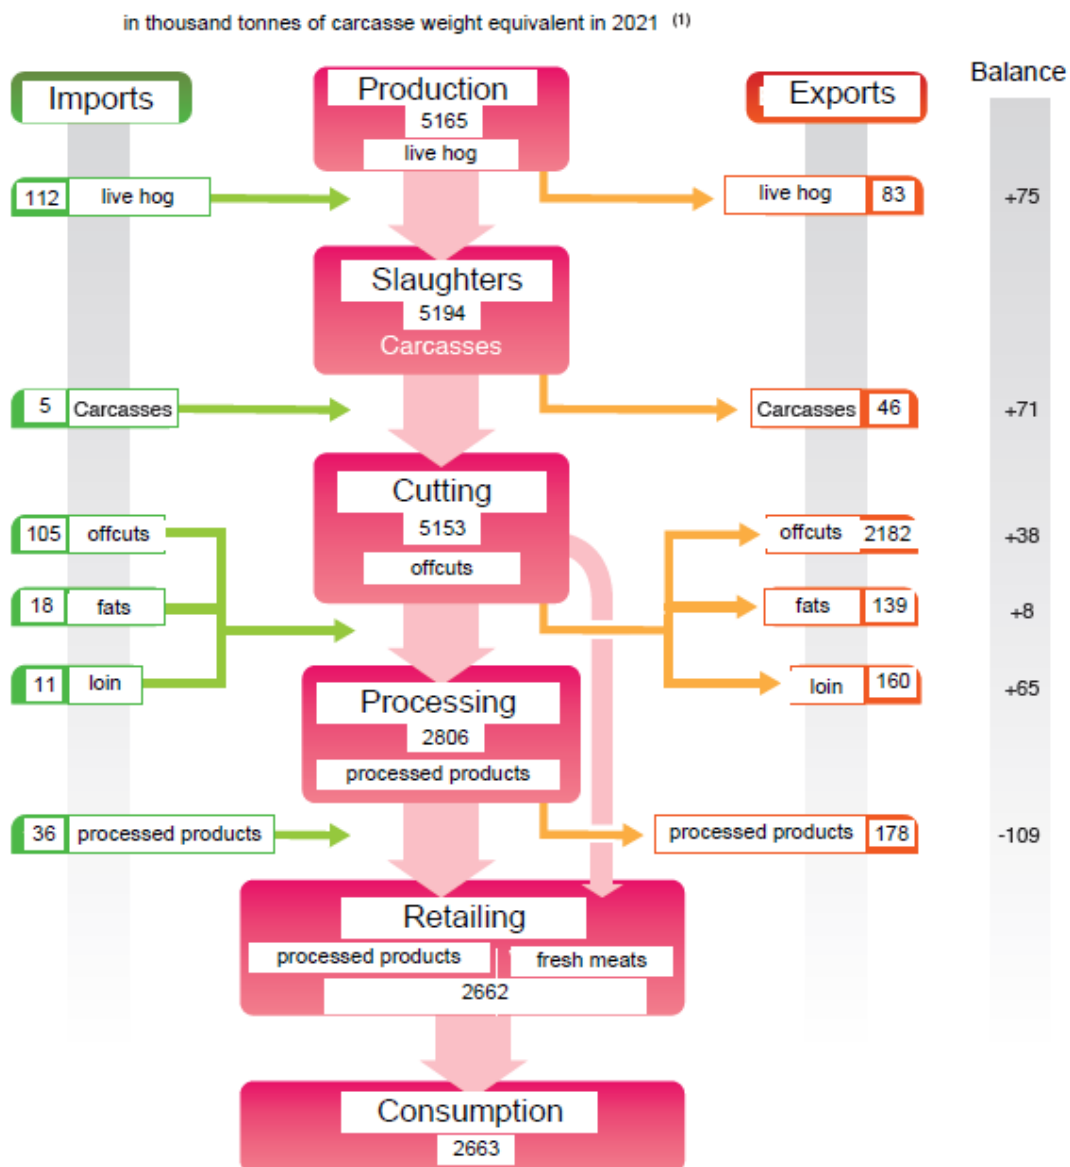 in thousand tonnes of carcasse weight equivalent in 2021 (1)
Imports
Production
5165
live hog
Exports
Balance
112 live hog
live hog 83
+75
Slaughters
5194
Carcasses
5 Carcasses
Carcasses 46
+71
Cutting
5153
offcuts
105 offcuts
offcuts 2182
+38
18 fats
fats 139
+8
11 loin
loin 160
+65
Processing
2806
processed products
36 processed products
processed products 178
-109
Retailing
processed products
fresh meats
2662
Consumption
2663